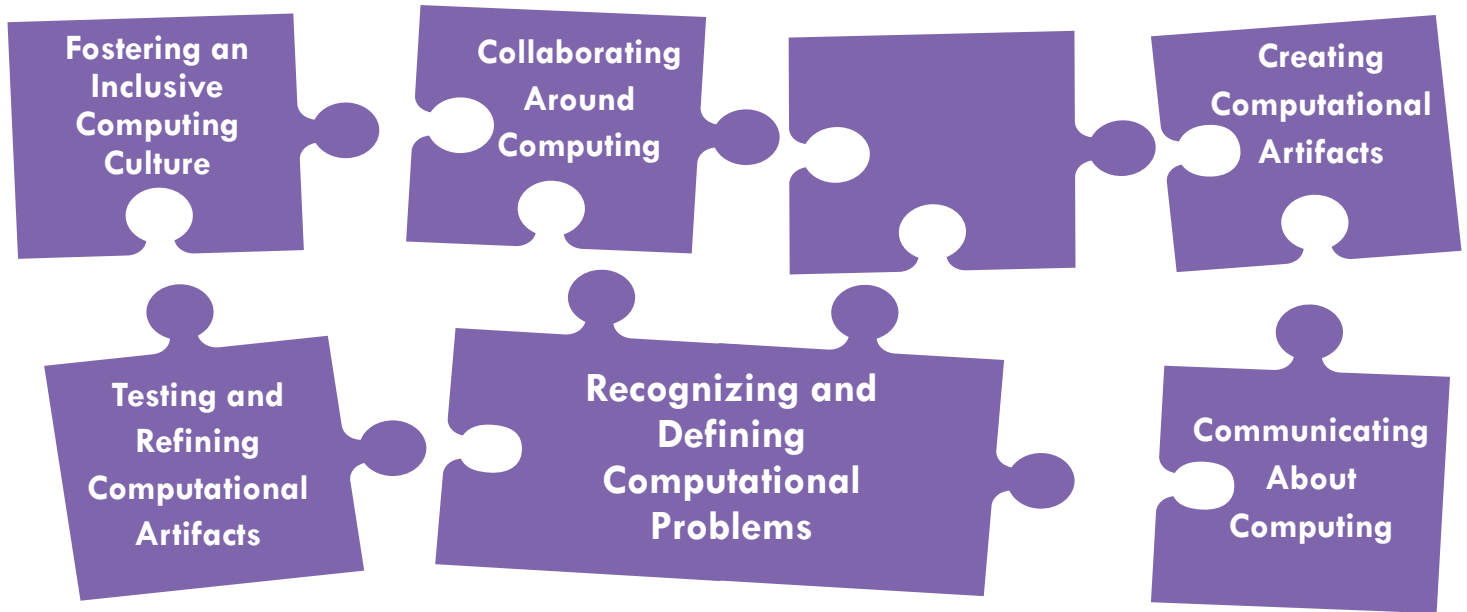 Fostering an
Inclusive
Computing
Culture
Collaborating
Around
Computing
Creating
Computational
Artifacts
Testing and
Refining
Computational
Artifacts
Recognizing and
Defining
Computational
Problems
Communicating
About
Computing